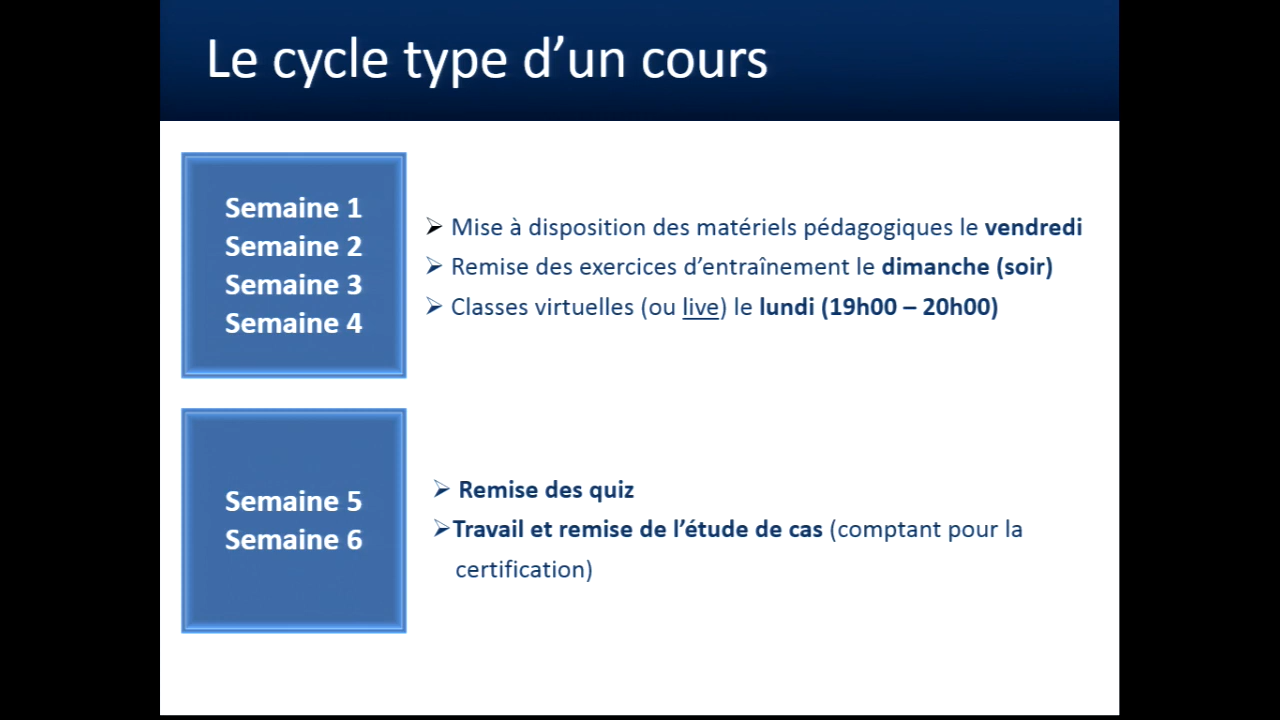 Le cycle type d’un cours
Semaine 1
Semaine 2
Semaine 3
Semaine 4
➢ Mise à disposition des matériels pédagogiques le vendredi
➢ Remise des exercices d’entraînement le dimanche (soir)
➢ Classes virtuelles (ou live) le lundi (19h00 – 20h00)
Semaine 5
Semaine 6
➢ Remise des quiz
➢Travail et remise de l’étude de cas (comptant pour la
certification)